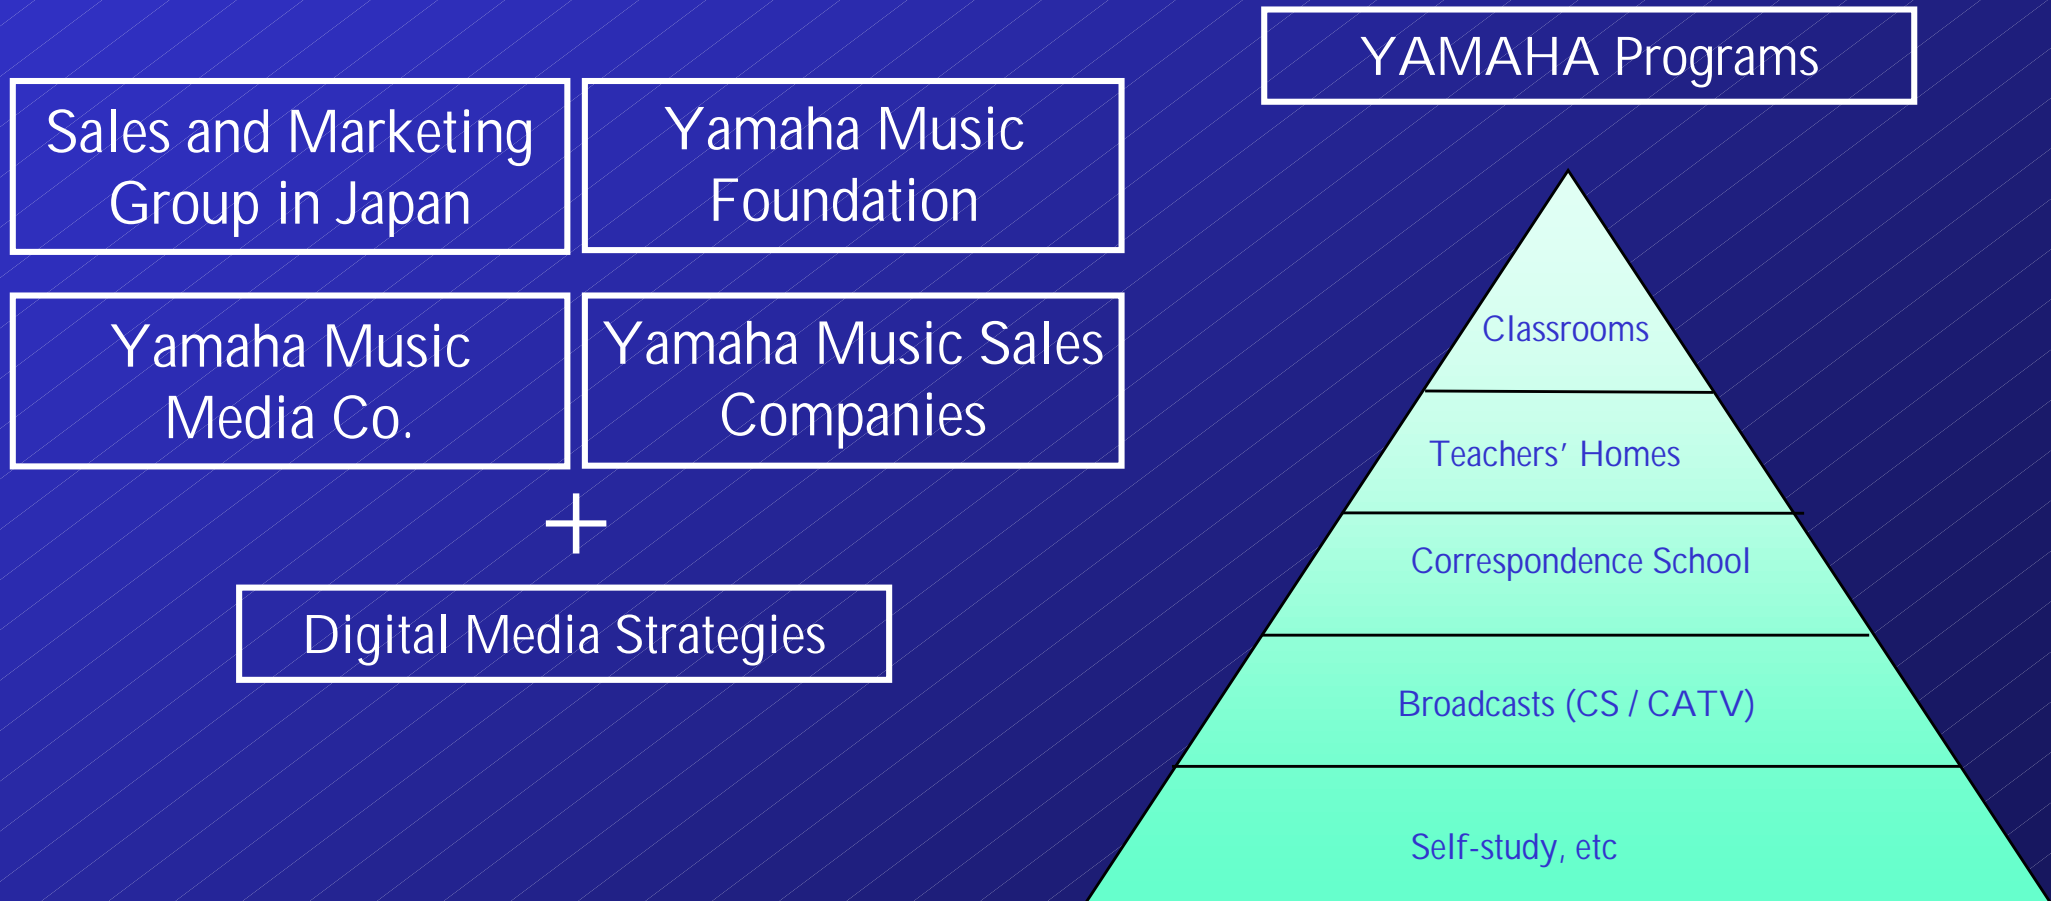 Sales and Marketing
Group in Japan
Yamaha Music
Foundation
Yamaha Music
Media Co.
Yamaha Music Sales
Companies
+
Digital Media Strategies
YAMAHA Programs
Classrooms
Teachers’ Homes
Correspondence School
Broadcasts (CS / CATV)
Self-study, etc